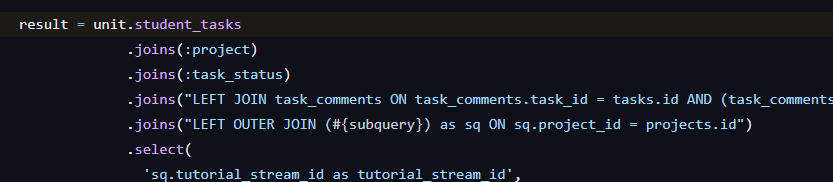 result = unit.student_tasks
.joins(:project)
.joins(:task_status)
.joins("LEFT JOIN task_comments ON task_comments.task_id = tasks.id AND (task_comments
.joins("LEFT OUTER JOIN (#{subquery}) as sq ON sq.project_id = projects.id")
.select(
'sq.tutorial_stream_id as tutorial_stream_id',